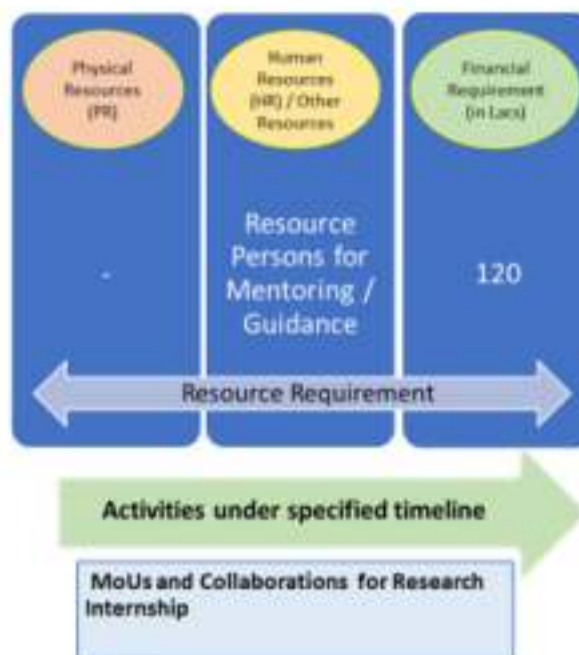 Physical
Resources
(PR)
Human
Resources
(HR) / Other
Resources
Financial
Requirement
(in Lacs)
-
Resource
Persons for
Mentoring /
Guidance
120
Resource Requirement
Activities under specified timeline
MoUs and Collaborations for Research
Internship